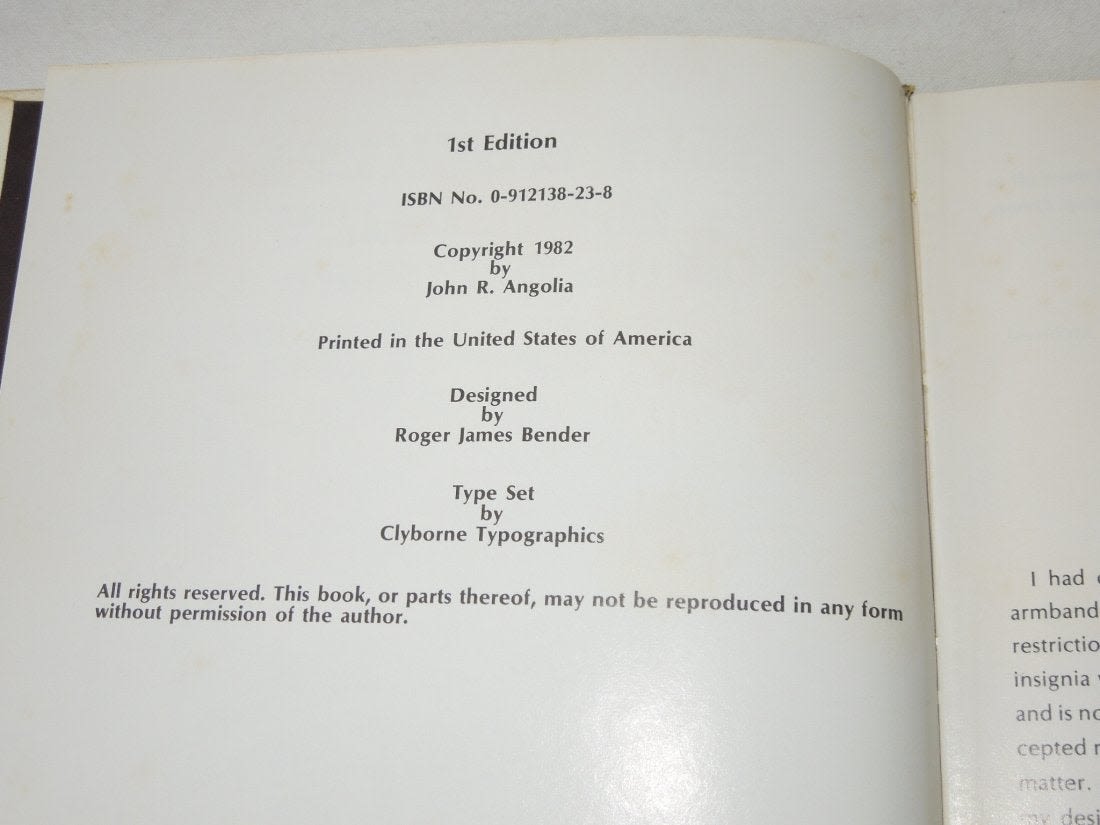 1st Edition
ISBN No. 0-912138-23-8
Copyright 1982
by
John R. Angolia
Printed in the United States of America
Designed
by
Roger James Bender
Type Set
by
Clyborne Typographics
All rights reserved. This book, or parts thereof, may not be reproduced in any form
without permission of the author.
I had
armband
restrictio
insignia
and is no
cepted
matter.
my desi